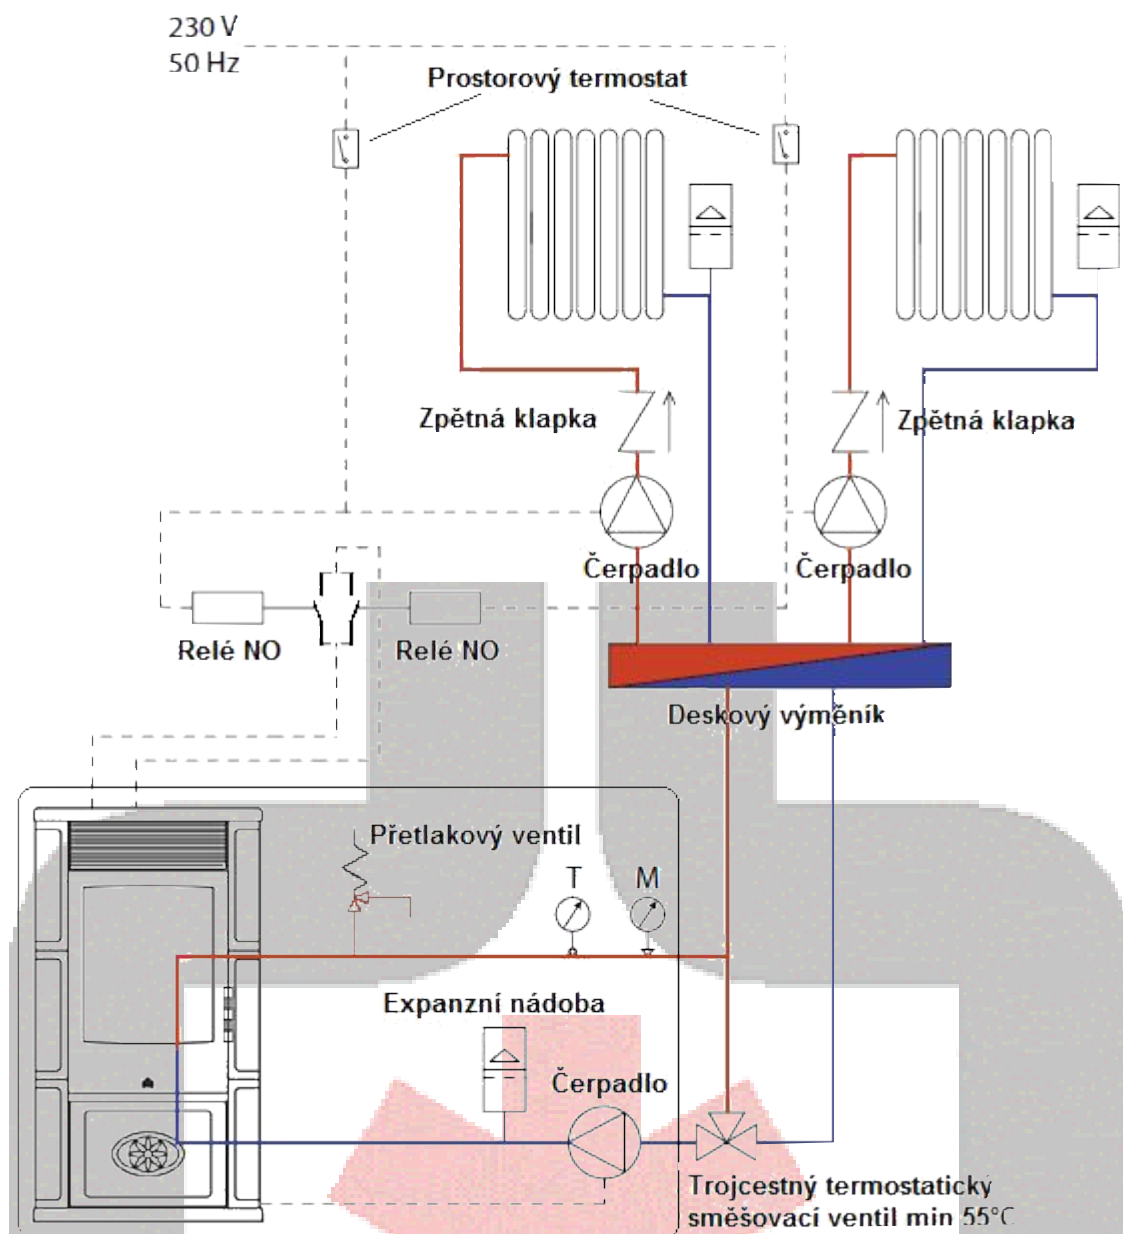 230 V
50 Hz
Prostorový termostat
Zpětná klapka
Zpětná klapka
Čerpadlo
Čerpadlo
Relé NO
Relé NO
Deskový výměník
Přetlakový ventil
T
M
Expanzní nádoba
Čerpadlo
Trojcestný termostatický
směšovací ventil min 55°C